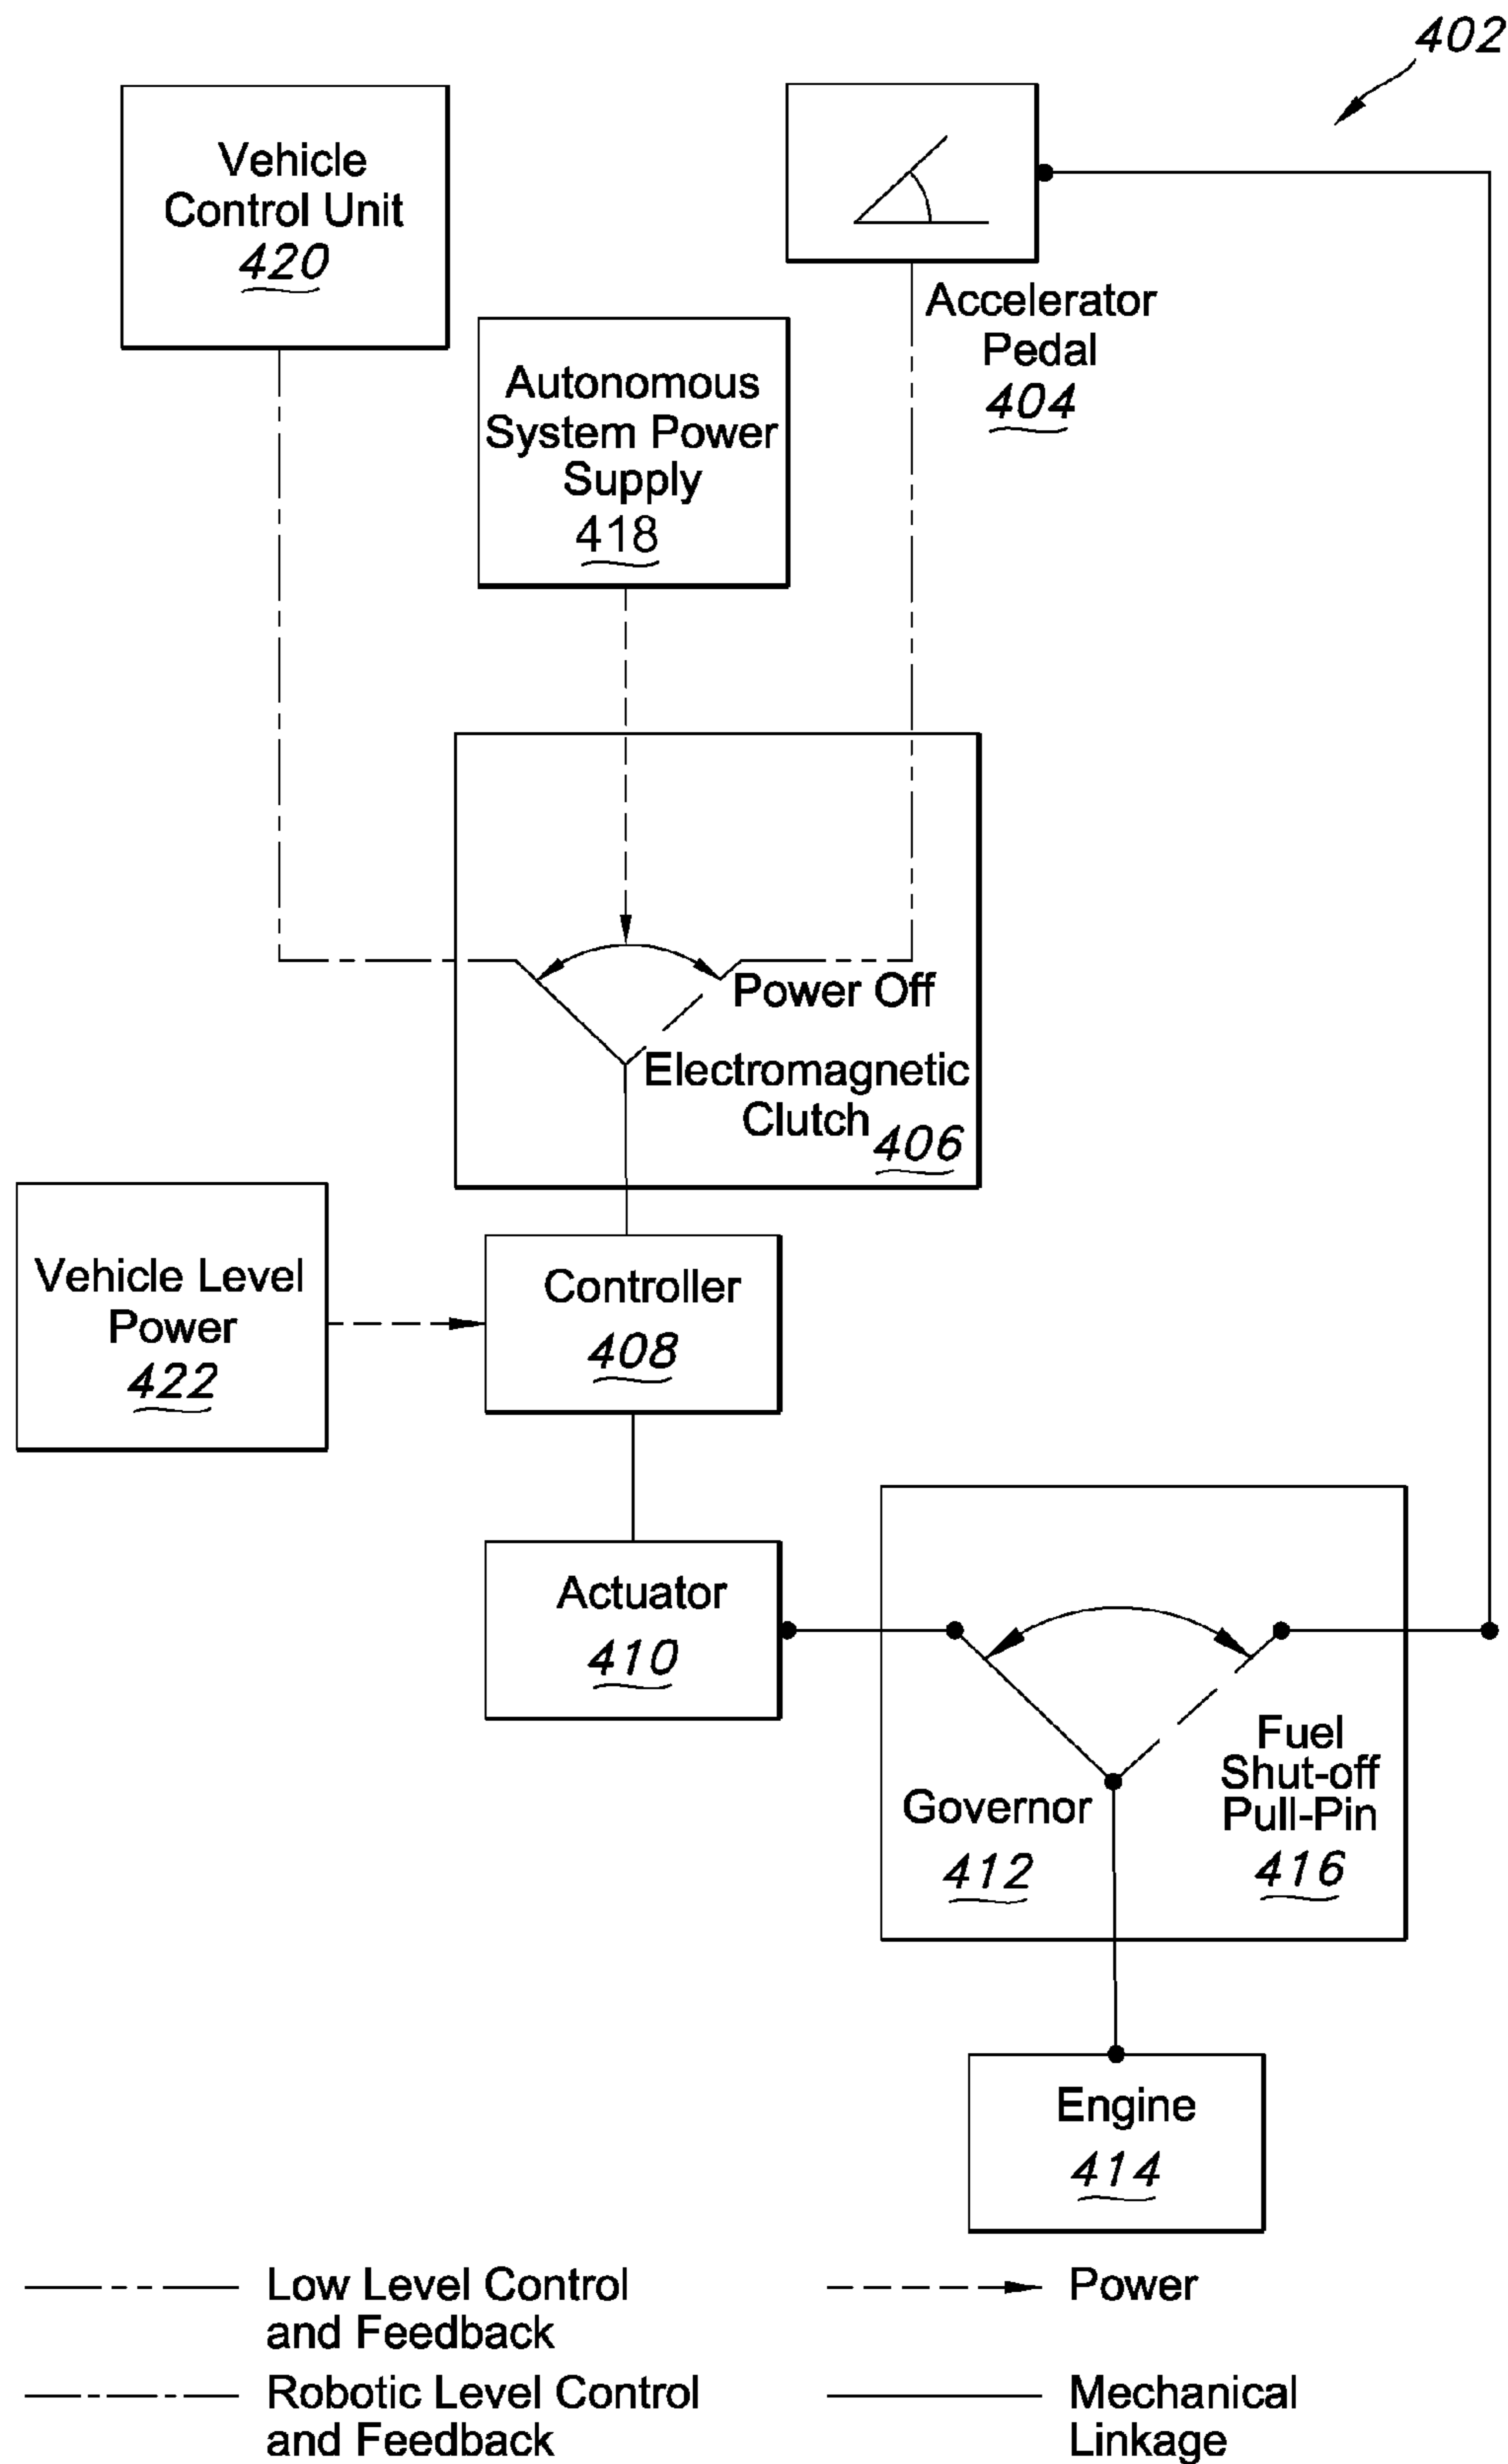 402
Vehicle
Control Unit
420
Accelerator
Pedal
404
Autonomous
System Power
Supply
418
Power Off
Electromagnetic
Clutch 406
Vehicle Level
Power
422
Controller
408
Actuator
410
Governor
412
Fuel
Shut-off
Pull-Pin
416
Engine
414
Low Level Control
and Feedback
Robotic Level Control
and Feedback
Power
Mechanical
Linkage